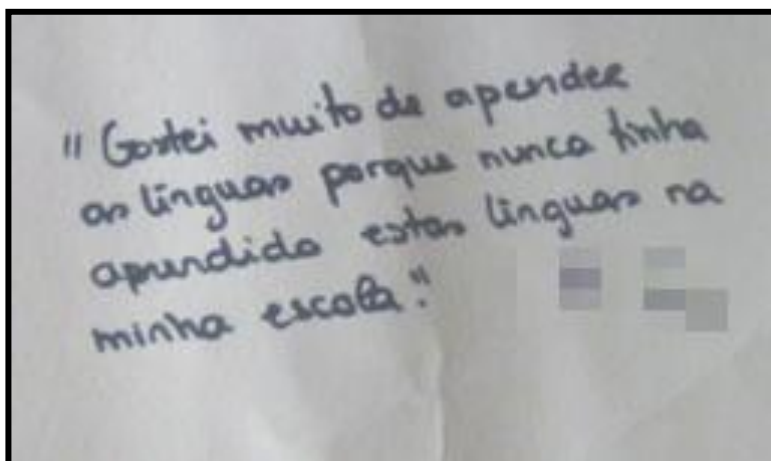 "Gostei muito de apender
as línguas porque nunca tinha
aprendido estas línguas na
minha escola."